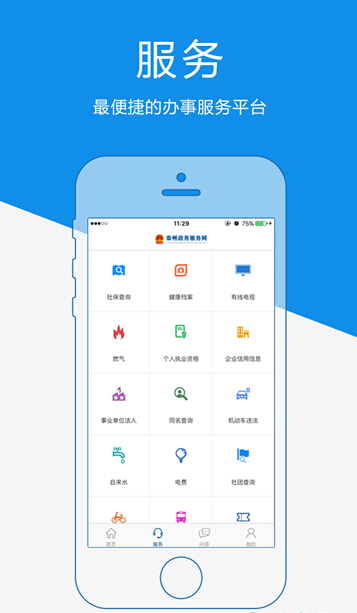 服务
最便捷的办事服务平台
11:29
75%
泰州政务服务网
社保查询
健康档案
有线电视
燃气
个人执业资格
企业信用信息
事业单位法人
同名查询
机动车违法
自来水
电费
社团查询
首页
服务
问答
我的